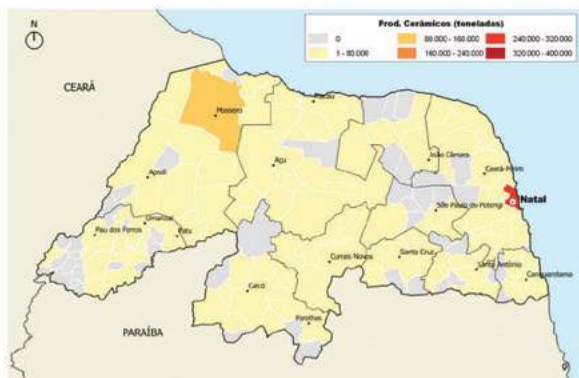 N
Prod. Cerâmicos (toneladas)
0
80.000 - 160.000
240.000 - 320.000
1 - 80.000
160.000 - 240.000
320.000 - 400.000
CEARÁ
Macau
Mossoró
João Câmara
Açu
Ceará-Mirim
Apodi
Natal
São Paulo do Potengi
Umarizal
Pau dos Ferros
Patu
Currais Novos
Santa Cruz
Santo Antônio
Canguaretama
Caicó
Parelhas
PARAÍBA